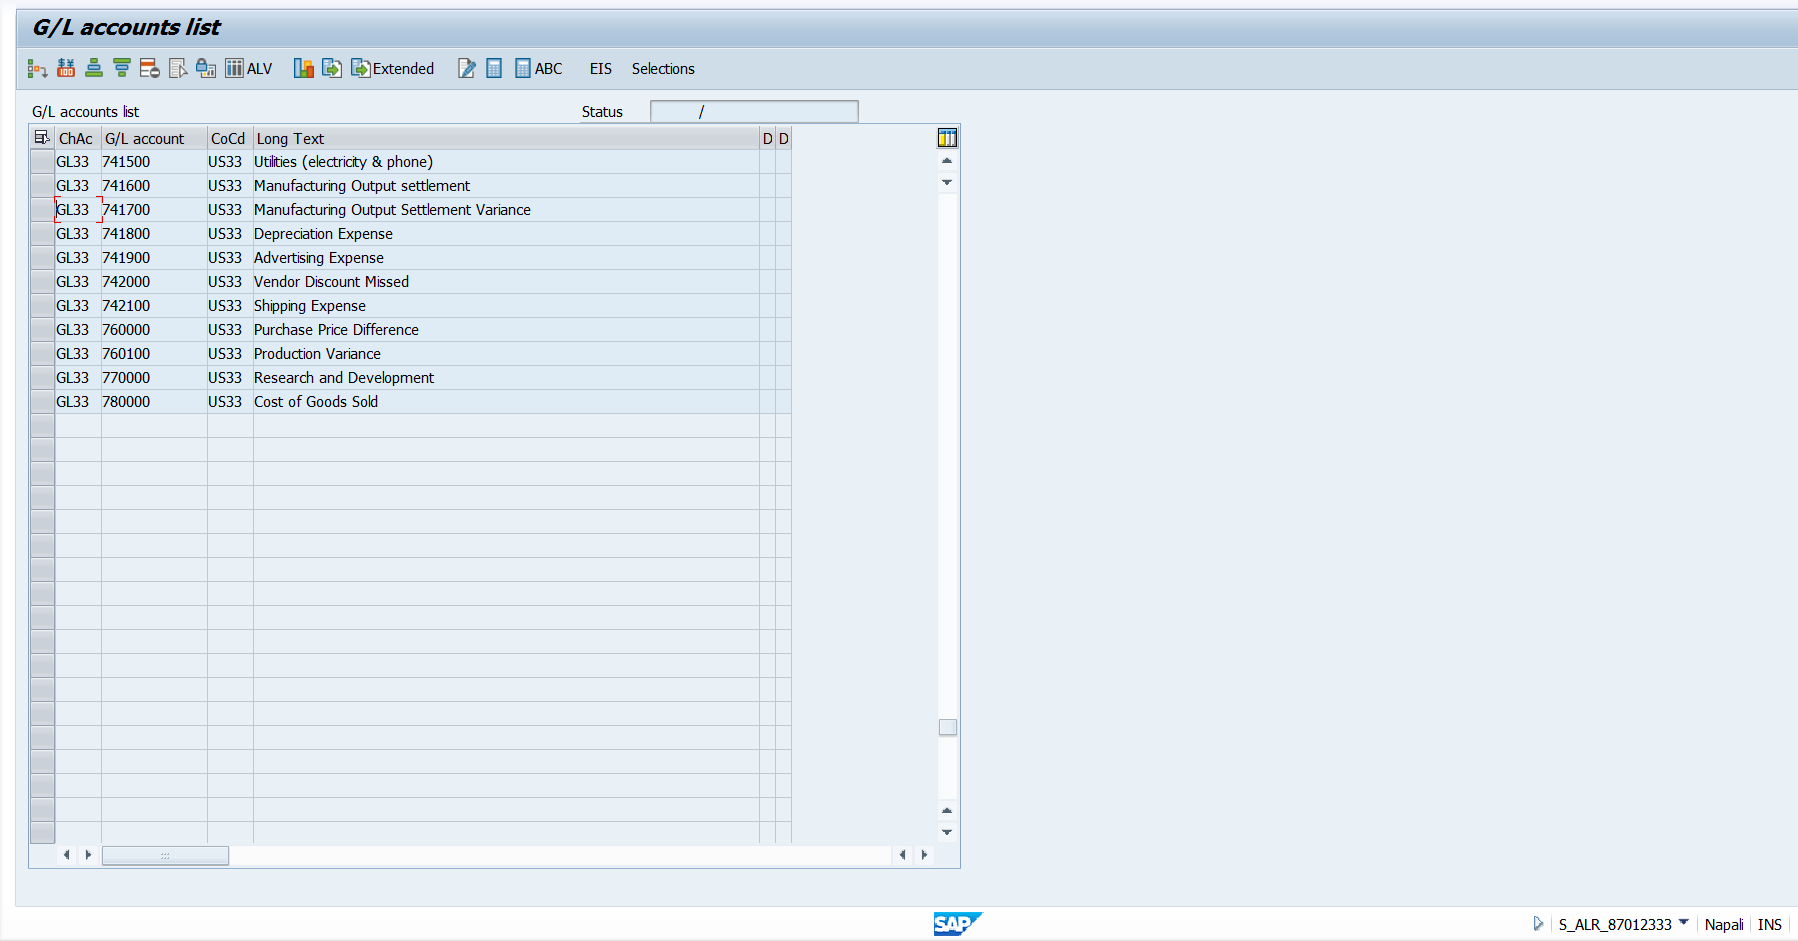 G/L accounts list
ALV Extended ABC EIS Selections
G/L accounts list Status /
ChAc G/L account CoCd Long Text D D
GL33 741500 US33 Utilities (electricity & phone)
GL33 741600 US33 Manufacturing Output settlement
GL33 741700 US33 Manufacturing Output Settlement Variance
GL33 741800 US33 Depreciation Expense
GL33 741900 US33 Advertising Expense
GL33 742000 US33 Vendor Discount Missed
GL33 742100 US33 Shipping Expense
GL33 760000 US33 Purchase Price Difference
GL33 760100 US33 Production Variance
GL33 770000 US33 Research and Development
GL33 780000 US33 Cost of Goods Sold
SAP S_ALR_87012333 Napali INS